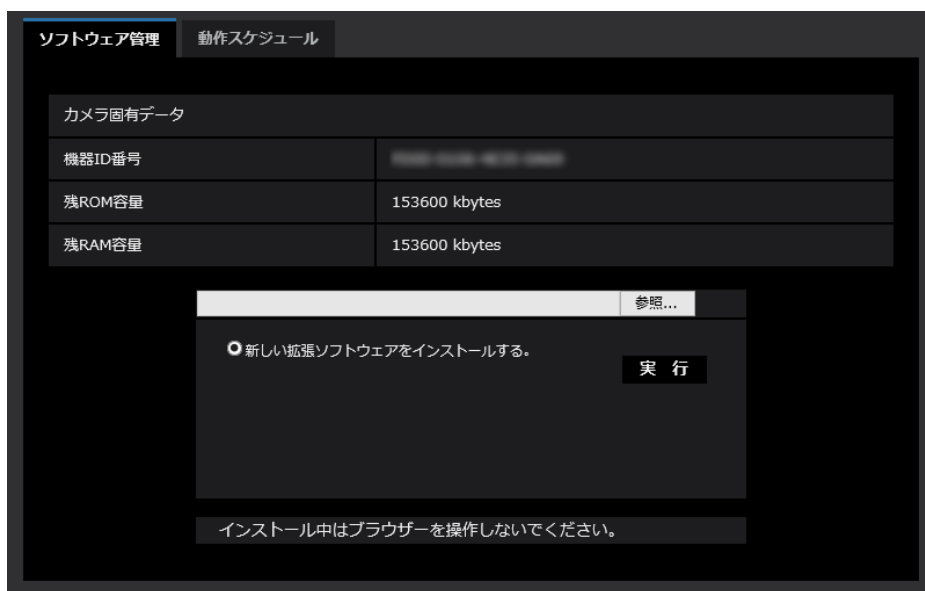 ソフトウェア管理 動作スケジュール
カメラ固有データ
機器ID番号
残ROM容量 153600 kbytes
残RAM容量 153600 kbytes
参照...
新しい拡張ソフトウェアをインストールする。
実 行
インストール中はブラウザーを操作しないでください。